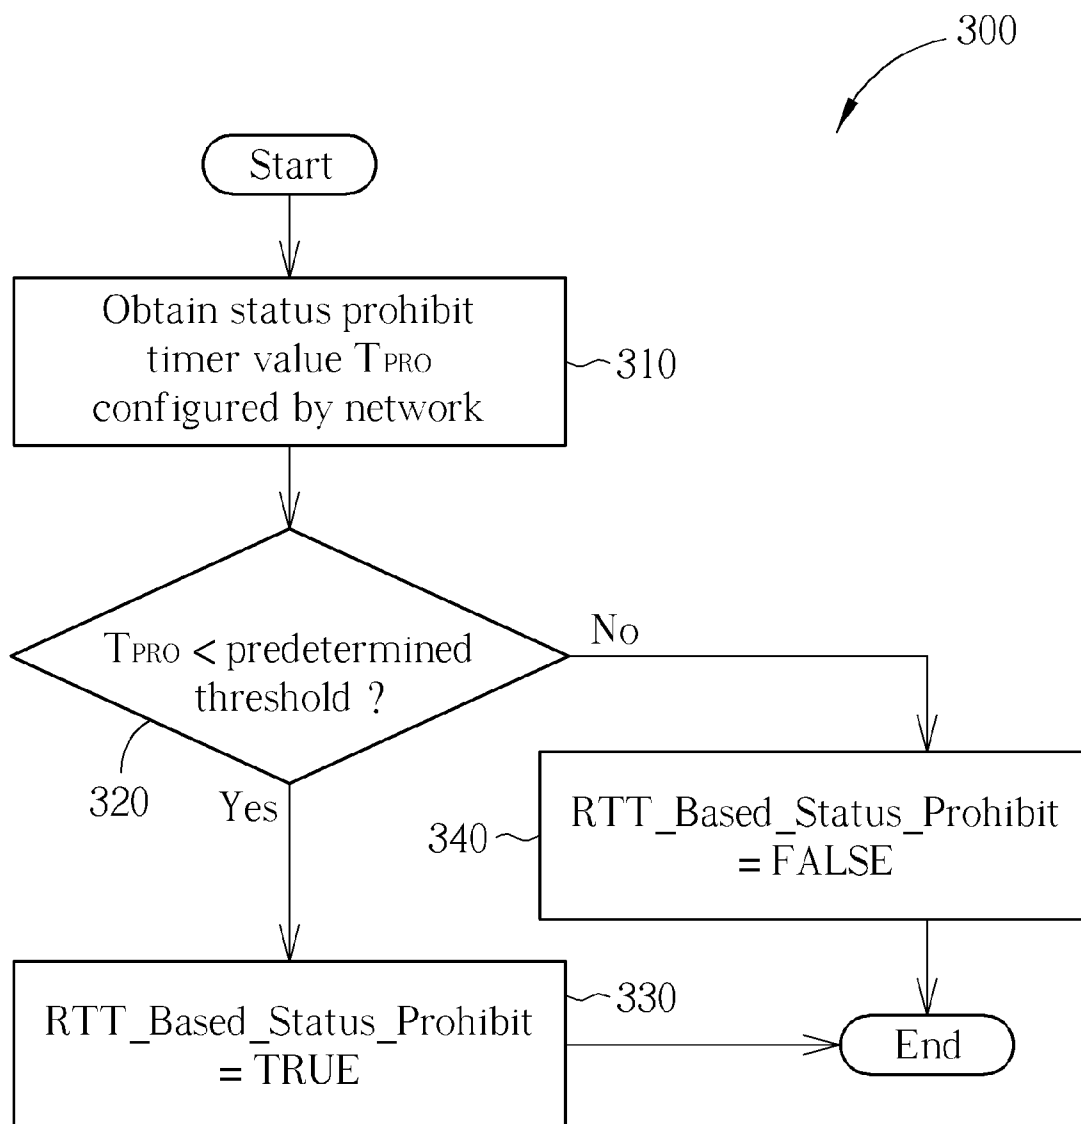 300
Start
Obtain status prohibit
timer value TPRO
configured by network
310
TPRO < predetermined
threshold ?
320
No
Yes
RTT_Based_Status_Prohibit
= FALSE
340
RTT_Based_Status_Prohibit
= TRUE
330
End